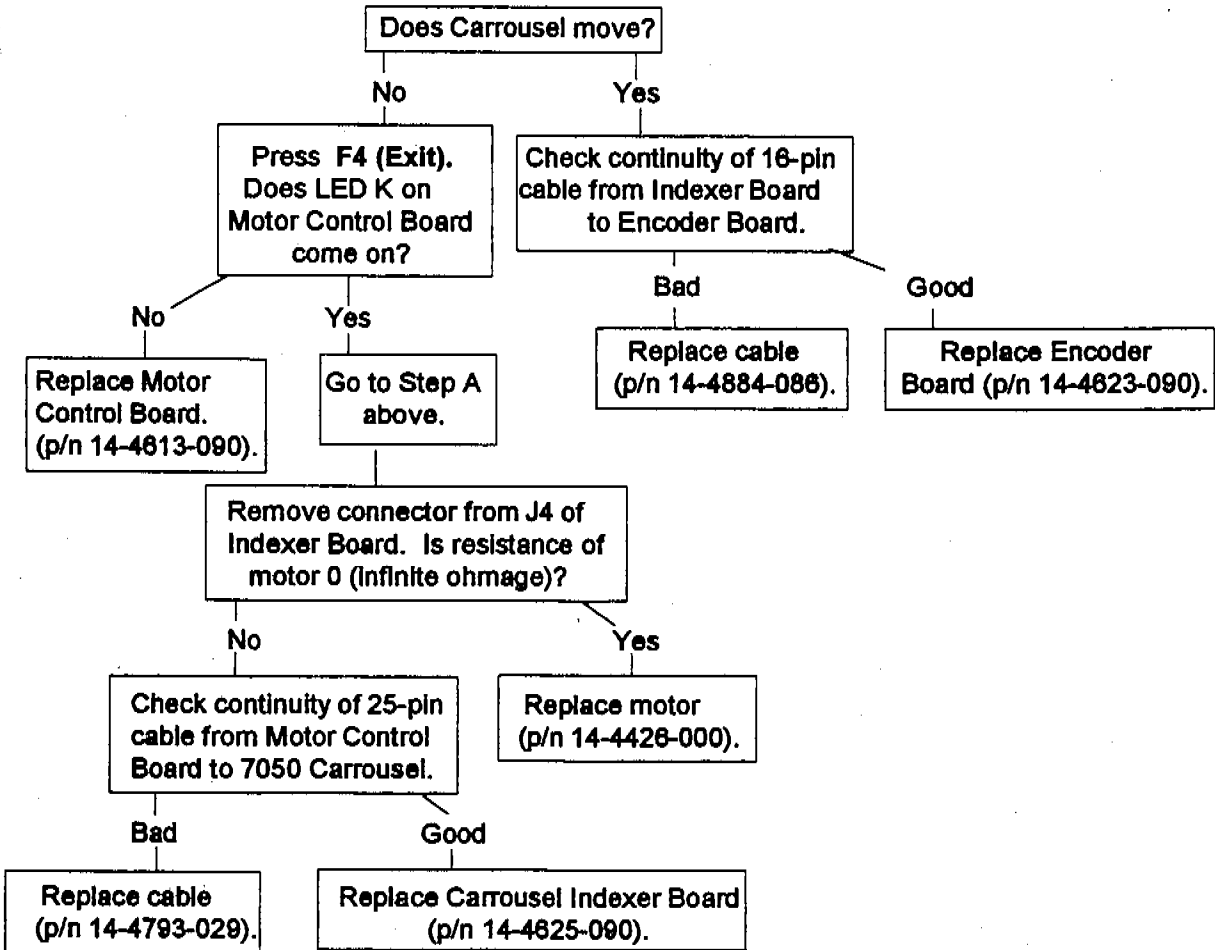 Does Carrousel move?
No
Yes
Press F4 (Exit).
Does LED K on
Motor Control Board
come on?
Check continuity of 16-pin
cable from Indexer Board
to Encoder Board.
No
Yes
Bad
Good
Replace Motor
Control Board.
(p/n 14-4613-090).
Go to Step A
above.
Replace cable
(p/n 14-4884-086).
Replace Encoder
Board (p/n 14-4623-090).
Remove connector from J4 of
Indexer Board. Is resistance of
motor 0 (infinite ohmage)?
No
Yes
Check continuity of 25-pin
cable from Motor Control
Board to 7050 Carrousel.
Replace motor
(p/n 14-4426-000).
Bad
Good
Replace cable
(p/n 14-4793-029).
Replace Carrousel Indexer Board
(p/n 14-4625-090).